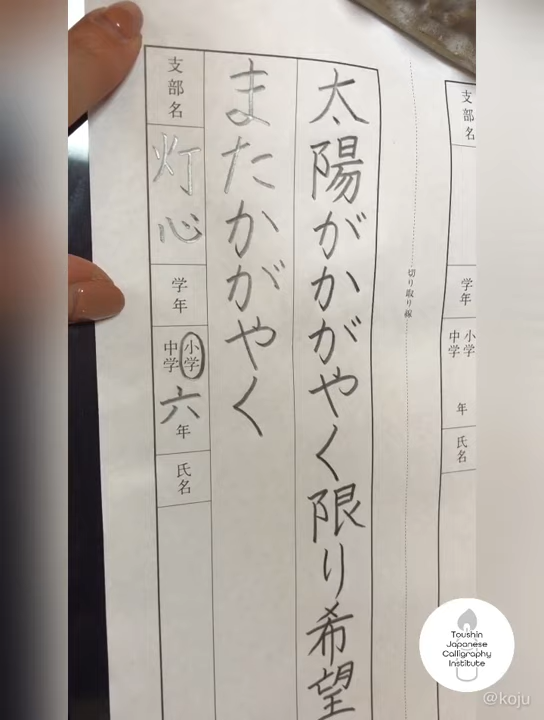 太陽がかがやく限り希望
またかがやく
支部名
灯心
学年
小学
中学
六年
氏名
切り取り線
支部名
学年
小学
中学
年
氏名
Toushin
Japanese
Calligraphy
Institute
@koju